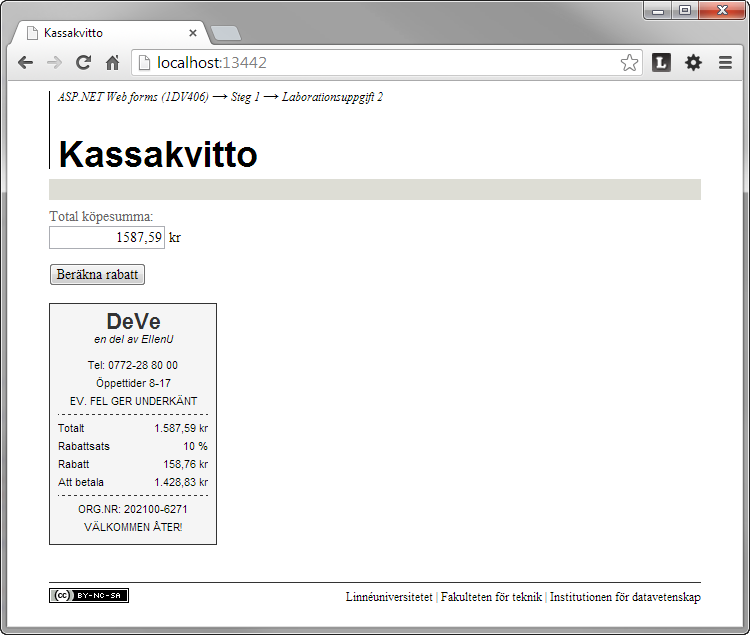 Kassakvitto
localhost:13442
L
ASP.NET Web forms (1DV406) → Steg 1 → Laborationsuppgift 2
Kassakvitto
Total köpesumma:
1587,59 kr
Beräkna rabatt
DeVe
en del av EllenU
Tel: 0772-28 80 00
Öppettider 8-17
EV. FEL GER UNDERKÄNT
Totalt 1.587,59 kr
Rabattsats 10 %
Rabatt 158,76 kr
Att betala 1.428,83 kr
ORG.NR: 202100-6271
VÄLKOMMEN ÅTER!
cc BY-NC-SA
Linnéuniversitetet | Fakulteten för teknik | Institutionen för datavetenskap